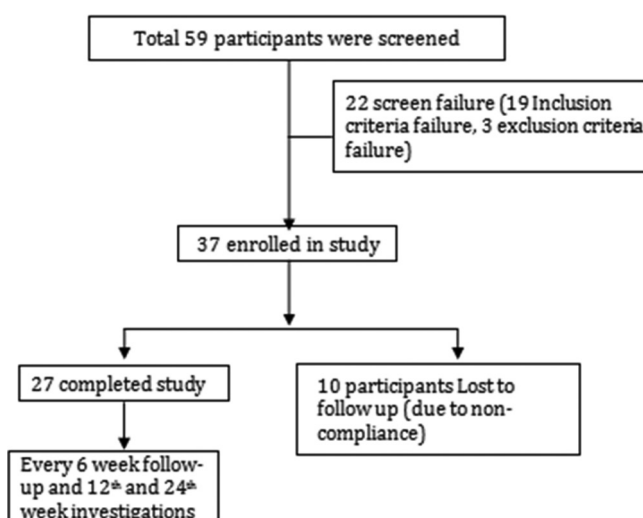 Total 59 participants were screened
22 screen failure (19 Inclusion
criteria failure, 3 exclusion criteria
failure)
37 enrolled in study
27 completed study
10 participants Lost to
follow up (due to non-
compliance)
Every 6 week follow-
up and 12th and 24th
week investigations